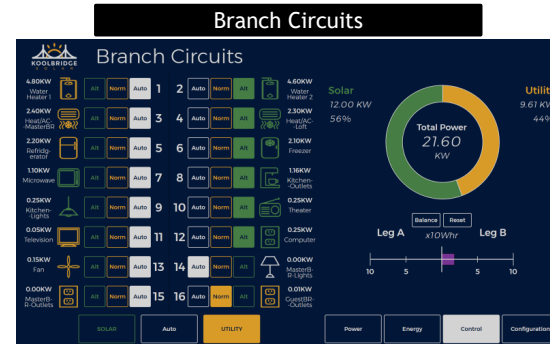 Branch Circuits
KOOLBRIDGE
SOLAR
Branch Circuits
4.80KW
Water
Heater 1
Alt Norm Auto 1 2 Auto Norm Alt
4.60KW
Water
Heater 2
2.40KW
Heat/AC
-MasterBR
Alt Norm Auto 3 4 Auto Norm Alt
2.30KW
Heat/AC
-Loft
2.20KW
Refridg-
erator
Alt Norm Auto 5 6 Auto Norm Alt
2.10KW
Freezer
1.10KW
Microwave
Alt Norm Auto 7 8 Auto Norm Alt
1.16KW
Kitchen
-Outlets
0.25KW
Kitchen
-Lights
Alt Norm Auto 9 10 Auto Norm Alt
0.25KW
Theater
0.05KW
Television
Alt Norm Auto 11 12 Auto Norm Alt
0.25KW
Computer
0.15KW
Fan
Alt Norm Auto 13 14 Auto Norm Alt
0.00KW
MasterB-
R-Lights
0.00KW
MasterB-
R-Outlets
Alt Norm Auto 15 16 Auto Norm Alt
0.01KW
GuestBR
-Outlets
SOLAR Auto UTILITY
Solar
12.00 KW
56%
Total Power
21.60
KW
Utili
9.61 KW
44%
Balance Reset
Leg A x10Whr Leg B
10 5 5 10
Power Energy Control Configuration